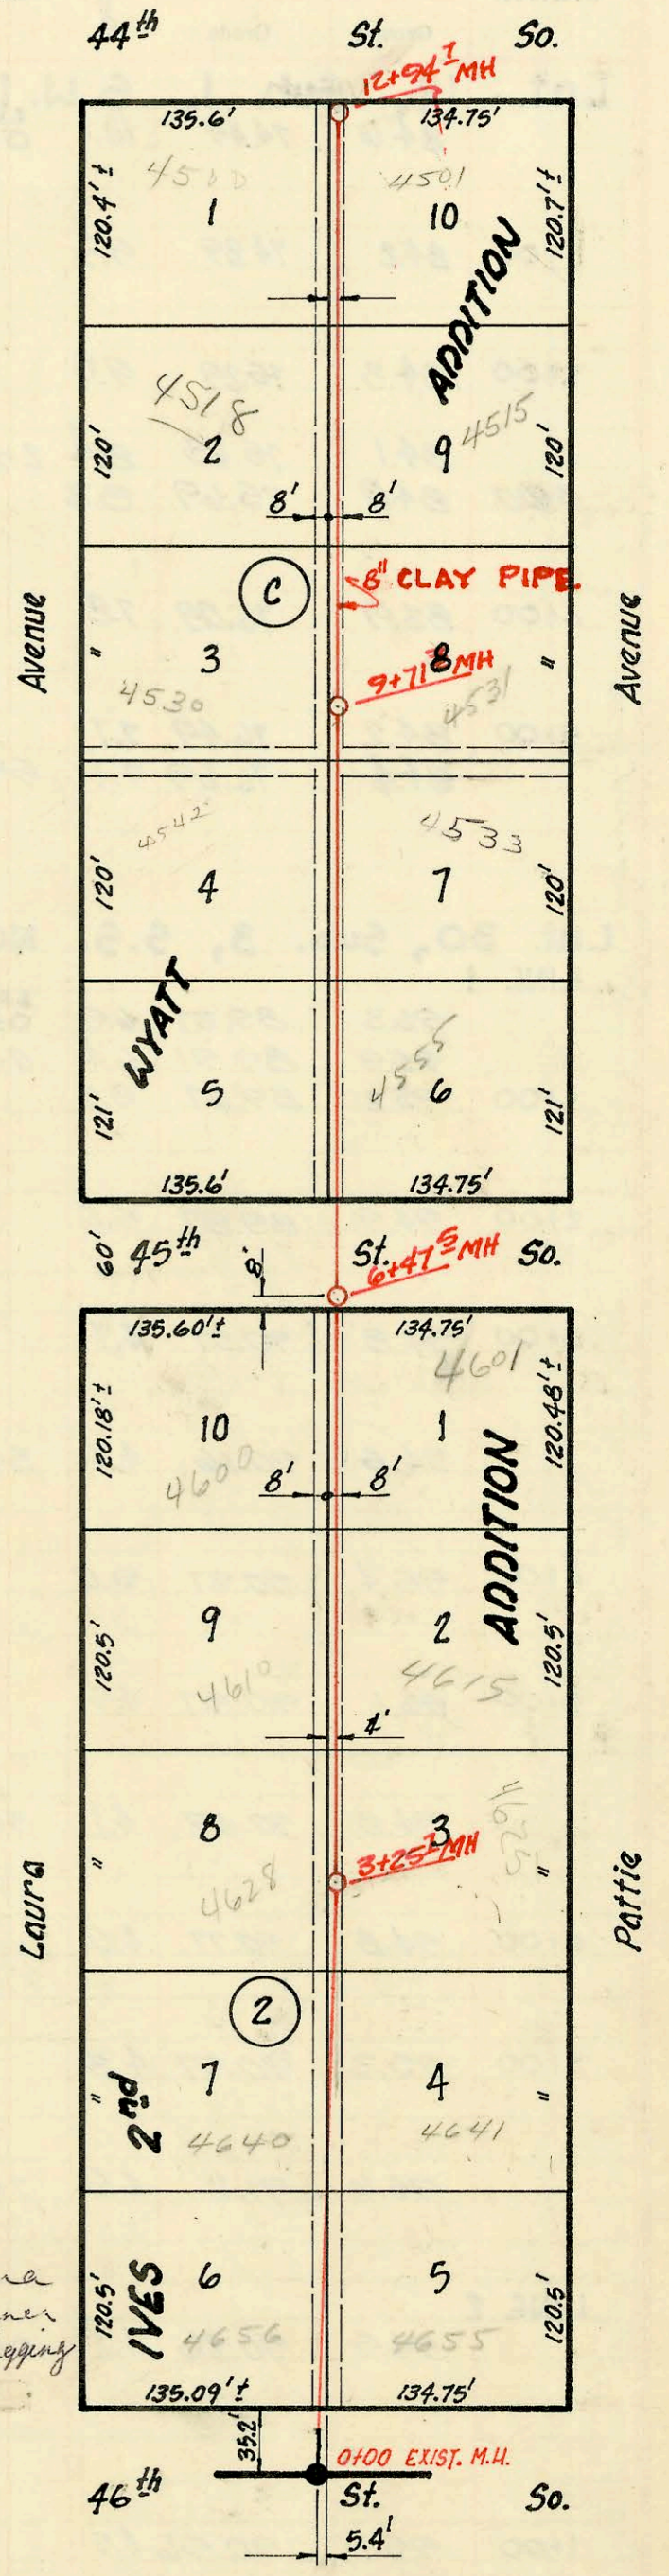 44th St. So.
12+94 7 MH
135.6' 134.75'
120.4'± 4500 4501 120.7'±
1 10
ADDITION
4518
2 9 4515
120' 120'
8' 8'
C 8" CLAY PIPE
Avenue Avenue
" 3 8 "
9+71 MH
4530 4531
4542 4533
120' 4 7 120'
WYATT
4555
121' 5 6 121'
135.6' 134.75'
60' 45th St. So.
8' 6+47 5 MH
135.60'± 134.75'
4601
120.18'± 10 1 120.48'±
4600 8' 8'
ADDITION
9 2
120.5' 120.5'
4610 4615
4'
8 3 4625
" 3+25 7 MH "
4628
Laura Pattie
2
" 7 4 "
2nd
4640 4641
IVES
6 5
120.5' 120.5'
4656 4655
135.09'± 134.75'
35.2'
0+00 EXIST. M.H.
46th St. So.
5.4'